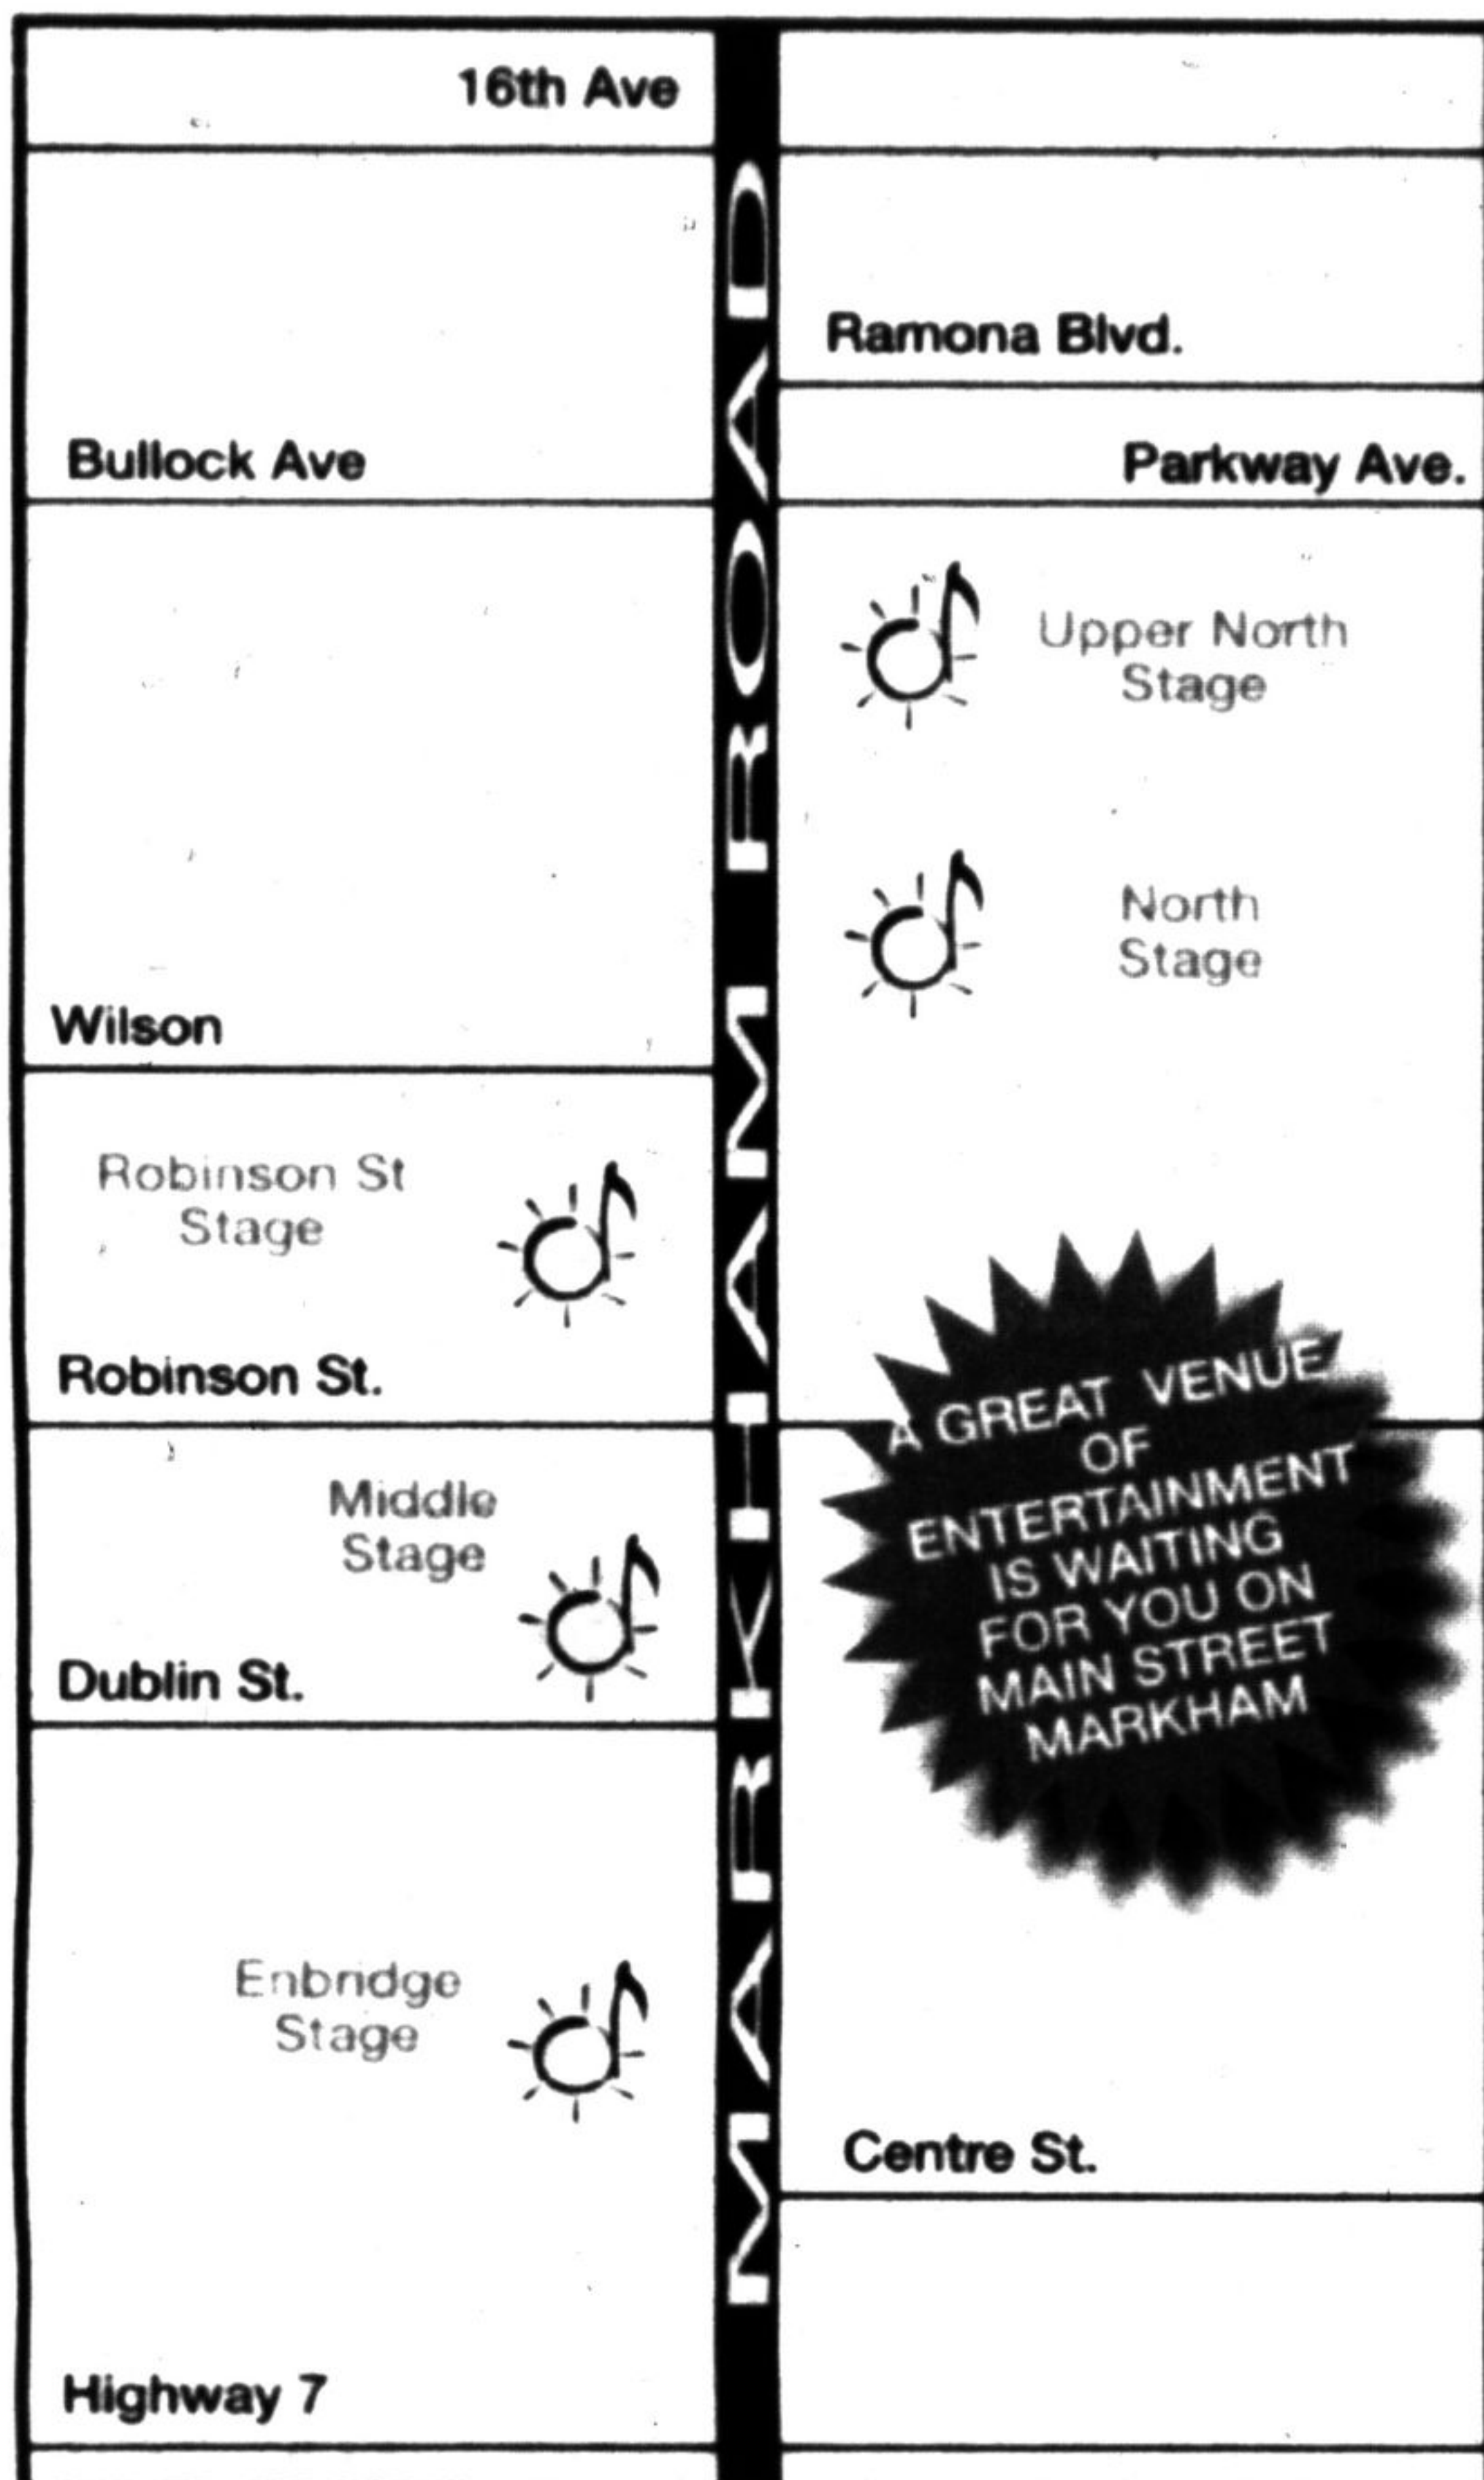 16th Ave
Ramona Blvd.
Bullock Ave
Parkway Ave.
Upper North
Stage
North
Stage
Wilson
Robinson St
Stage
Robinson St.
Middle
Stage
Dublin St.
A GREAT VENUE
OF
ENTERTAINMENT
IS WAITING
FOR YOU ON
MAIN STREET
MARKHAM
Enbridge
Stage
Centre St.
Highway 7
MARKHAM ROAD